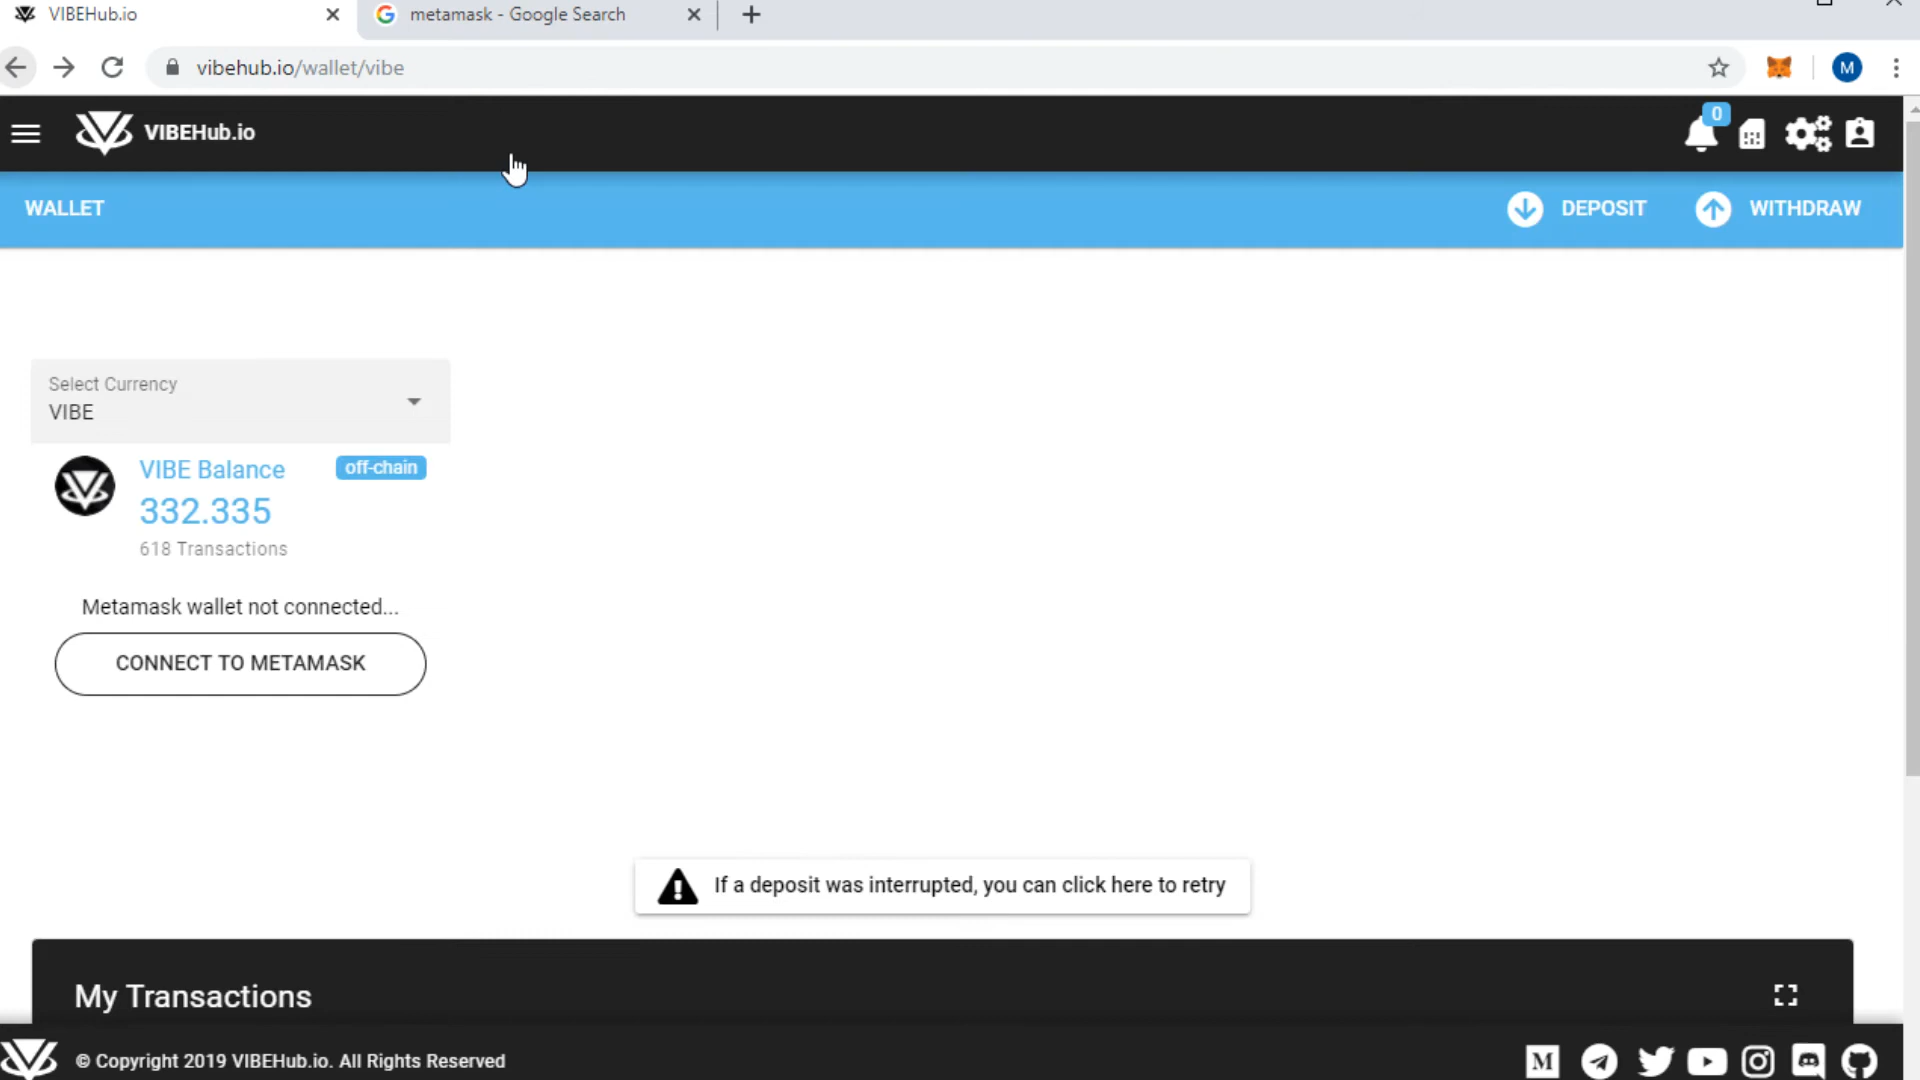 VIBEHub.io
metamask - Google Search
vibehub.io/wallet/vibe
M
VIBEHub.io
0
WALLET
DEPOSIT
WITHDRAW
Select Currency
VIBE
VIBE Balance
off-chain
332.335
618 Transactions
Metamask wallet not connected...
CONNECT TO METAMASK
If a deposit was interrupted, you can click here to retry
My Transactions
© Copyright 2019 VIBEHub.io. All Rights Reserved